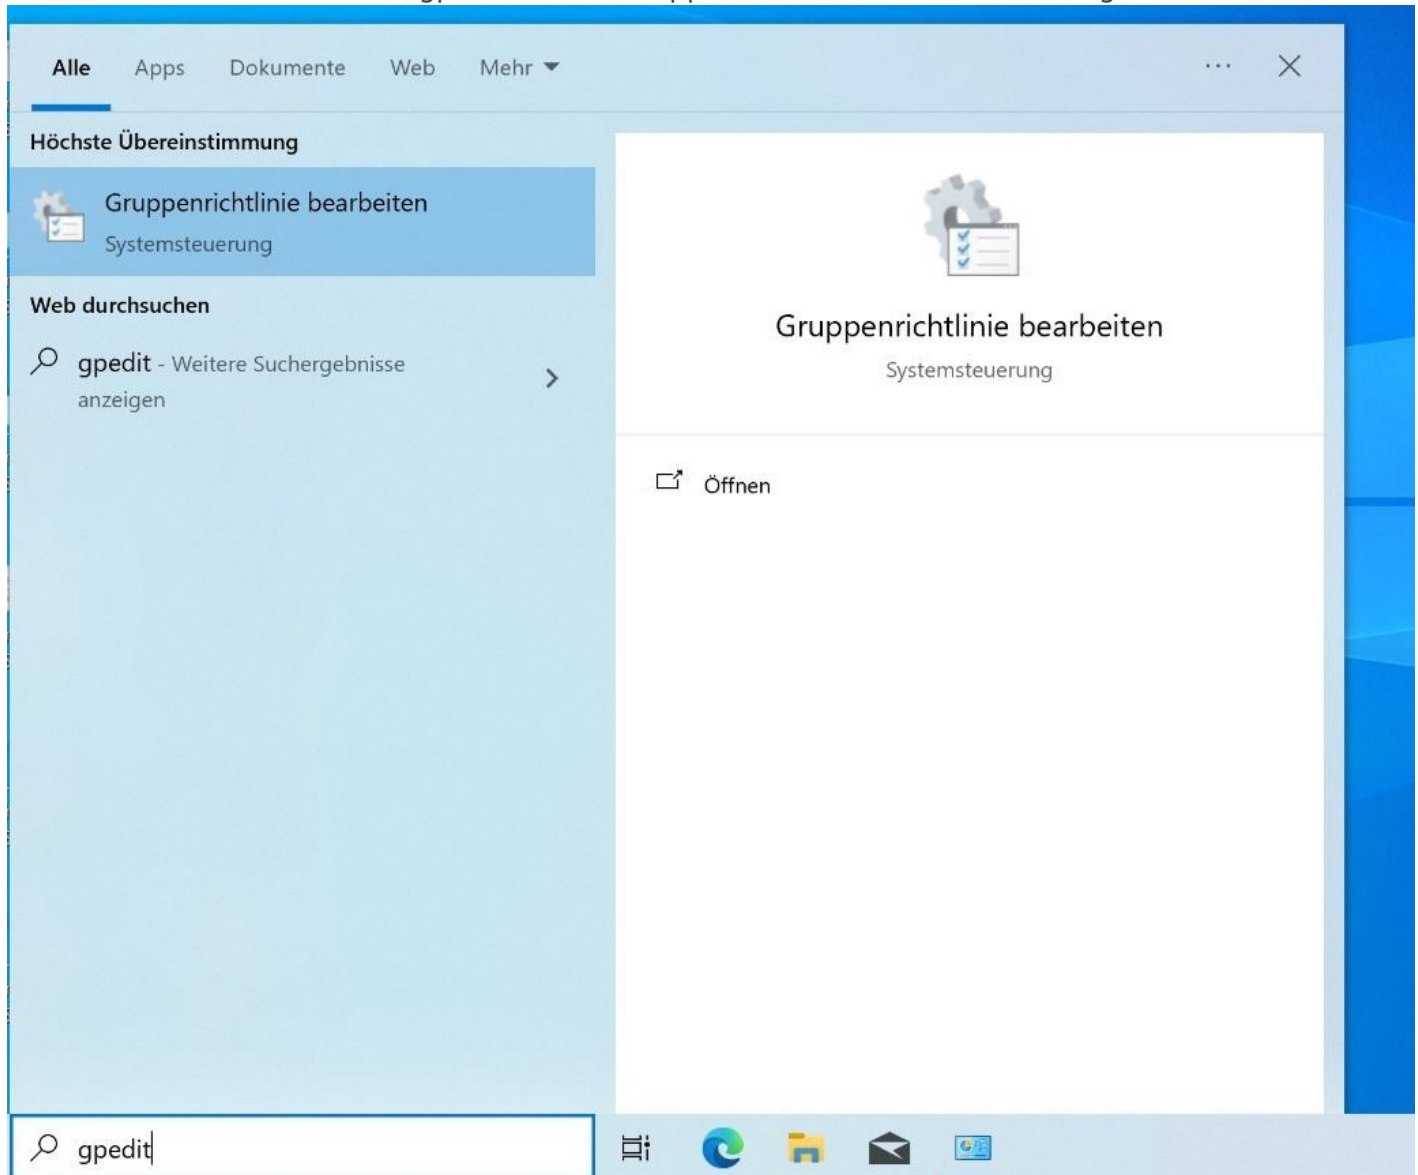 Alle Apps Dokumente Web Mehr
Höchste Übereinstimmung
Gruppenrichtlinie bearbeiten
Systemsteuerung
Web durchsuchen
gpedit - Weitere Suchergebnisse
anzeigen
Gruppenrichtlinie bearbeiten
Systemsteuerung
Öffnen
gpedit